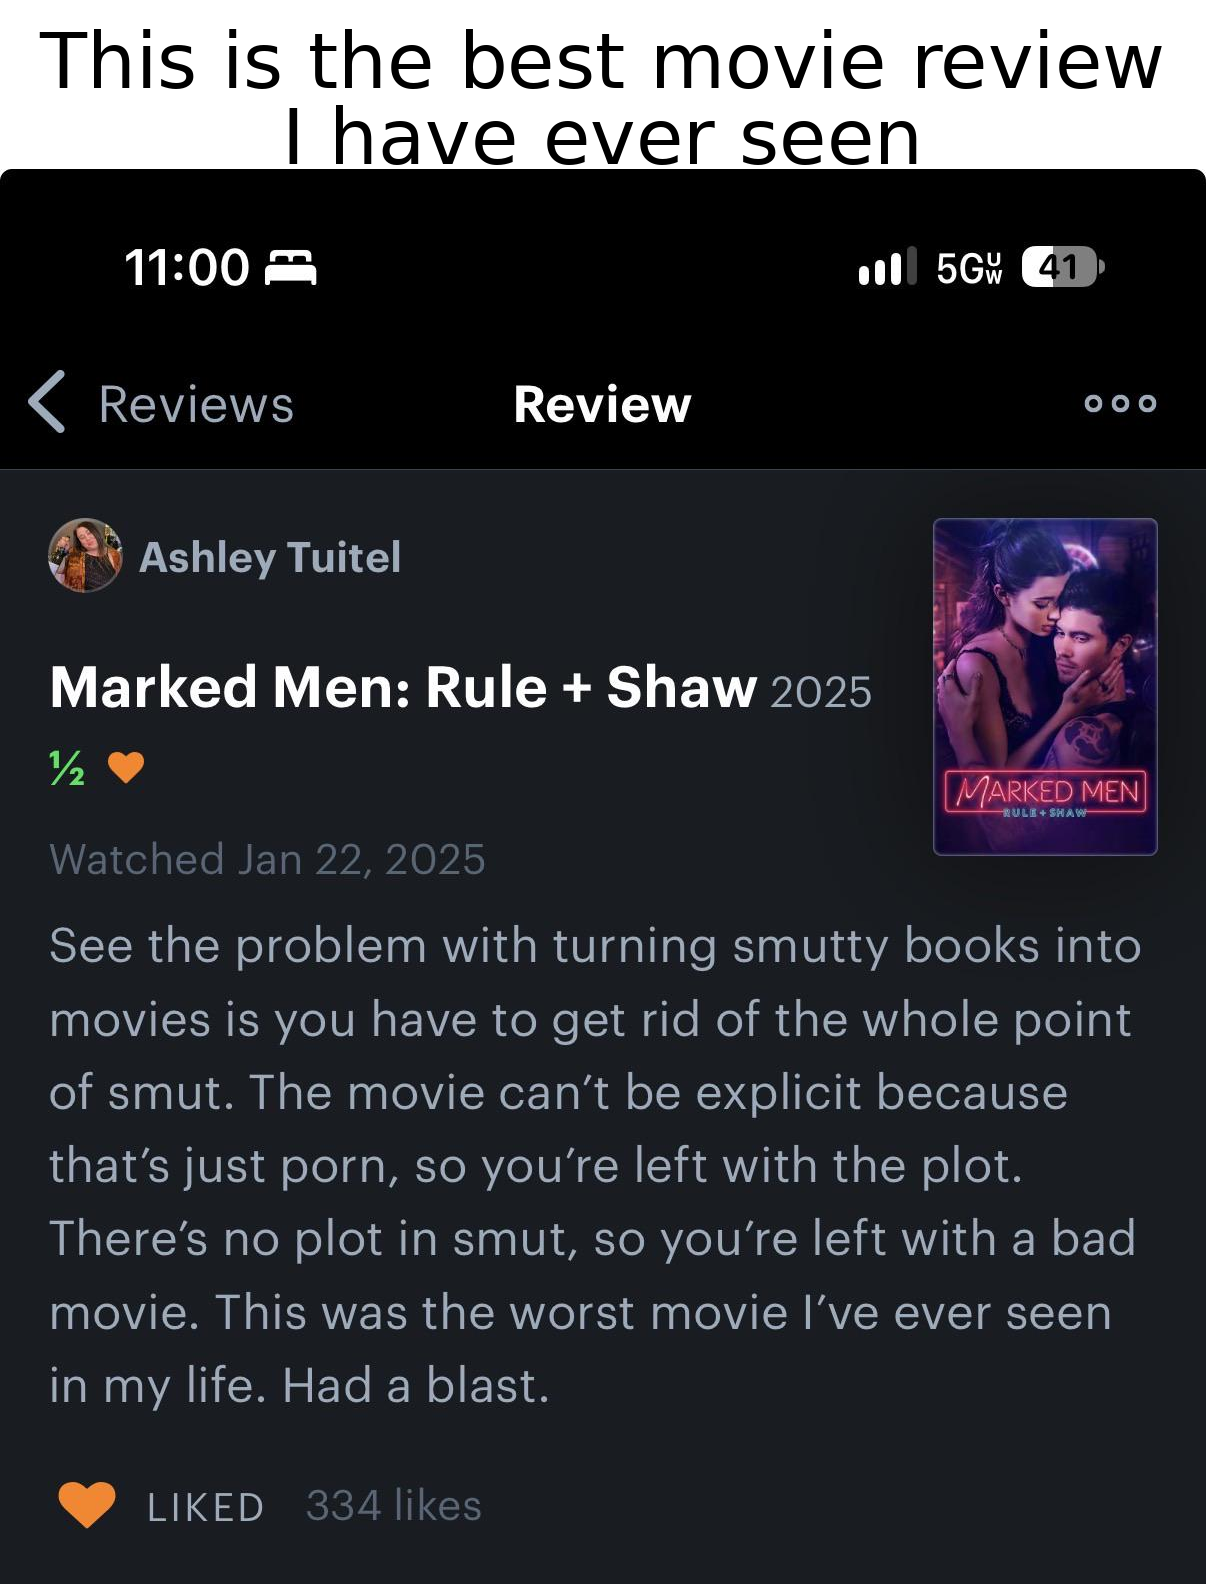 This is the best movie review
I have ever seen
11:00
5G UW 41
Reviews
Review
Ashley Tuitel
Marked Men: Rule + Shaw 2025
½
Watched Jan 22, 2025
MARKED MEN
RULE + SHAW
See the problem with turning smutty books into
movies is you have to get rid of the whole point
of smut. The movie can’t be explicit because
that’s just porn, so you’re left with the plot.
There’s no plot in smut, so you’re left with a bad
movie. This was the worst movie I’ve ever seen
in my life. Had a blast.
LIKED 334 likes